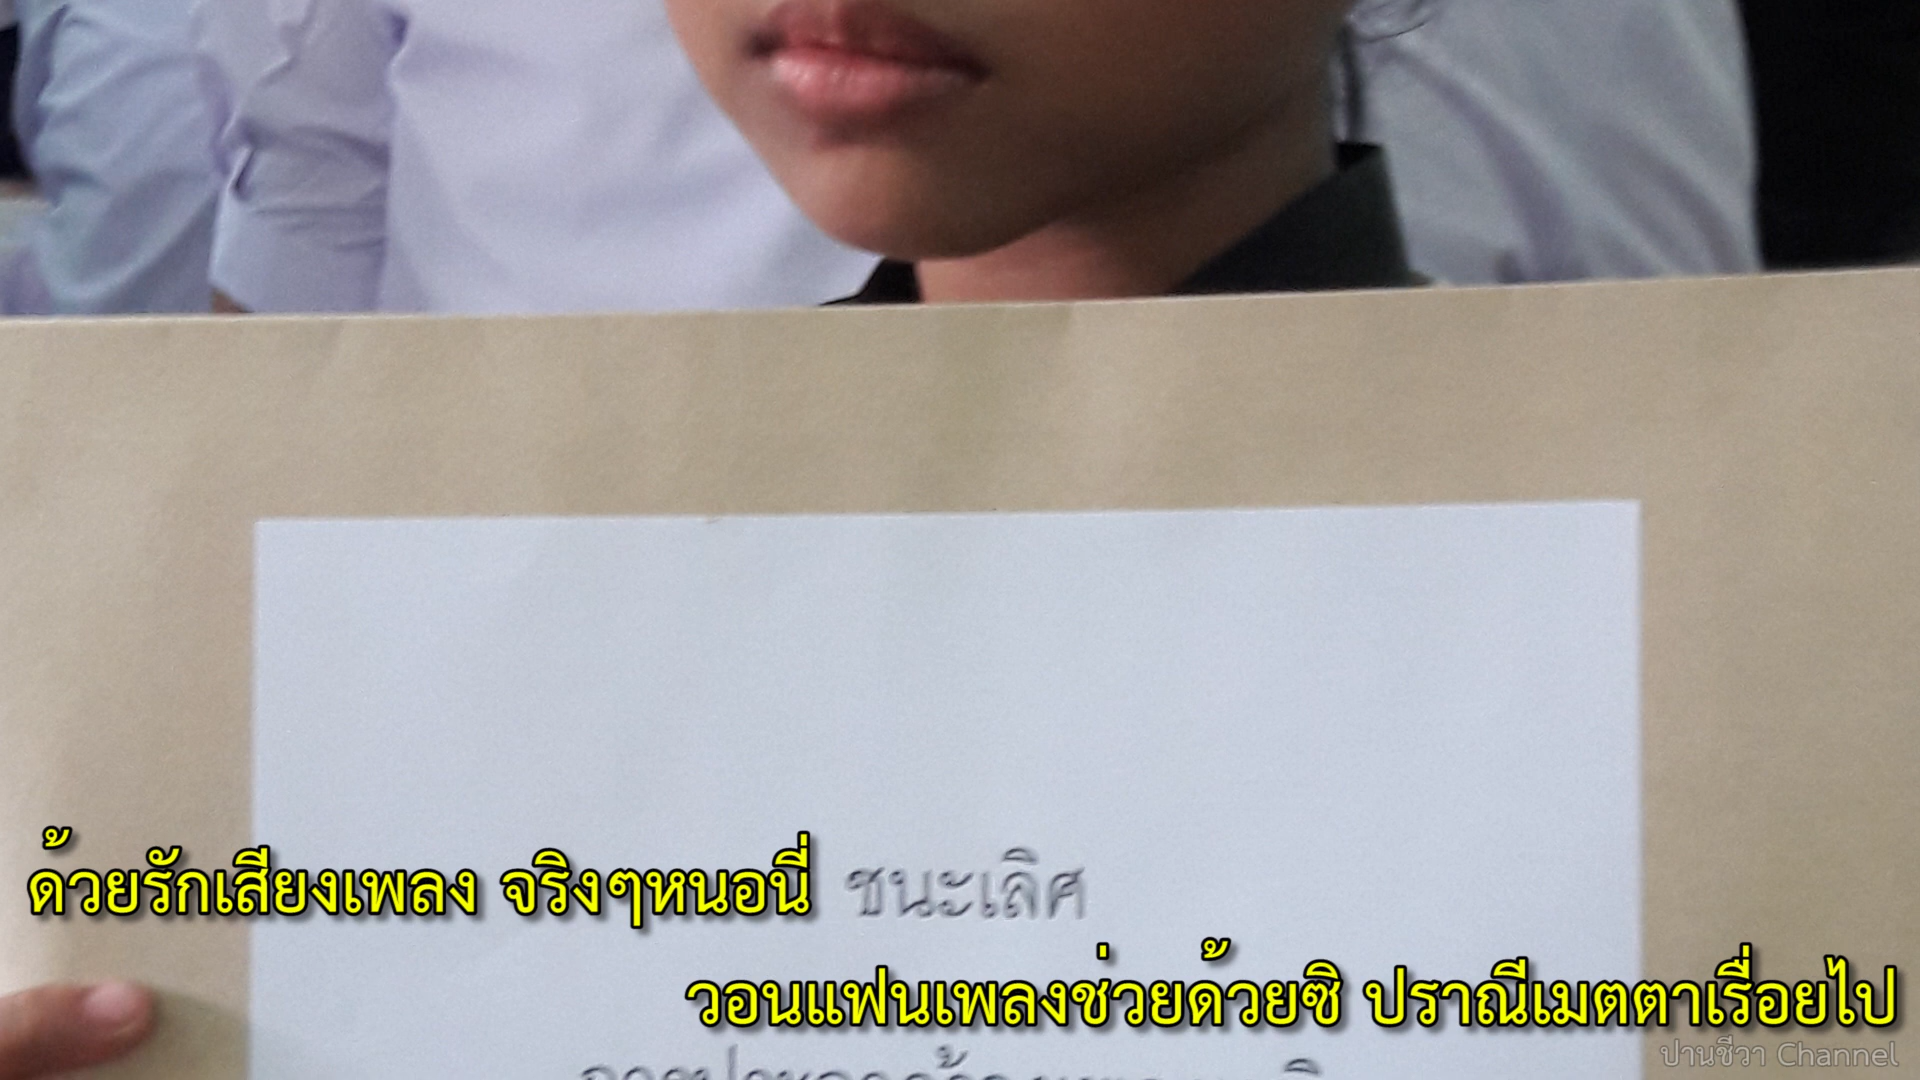 ด้วยรักเสียงเพลง จริงๆหนอนี่
ชนะเลิศ
วอนแฟนเพลงช่วยด้วยซิ ปราณีเมตตาเรื่อยไป
ปานชีวา Channel